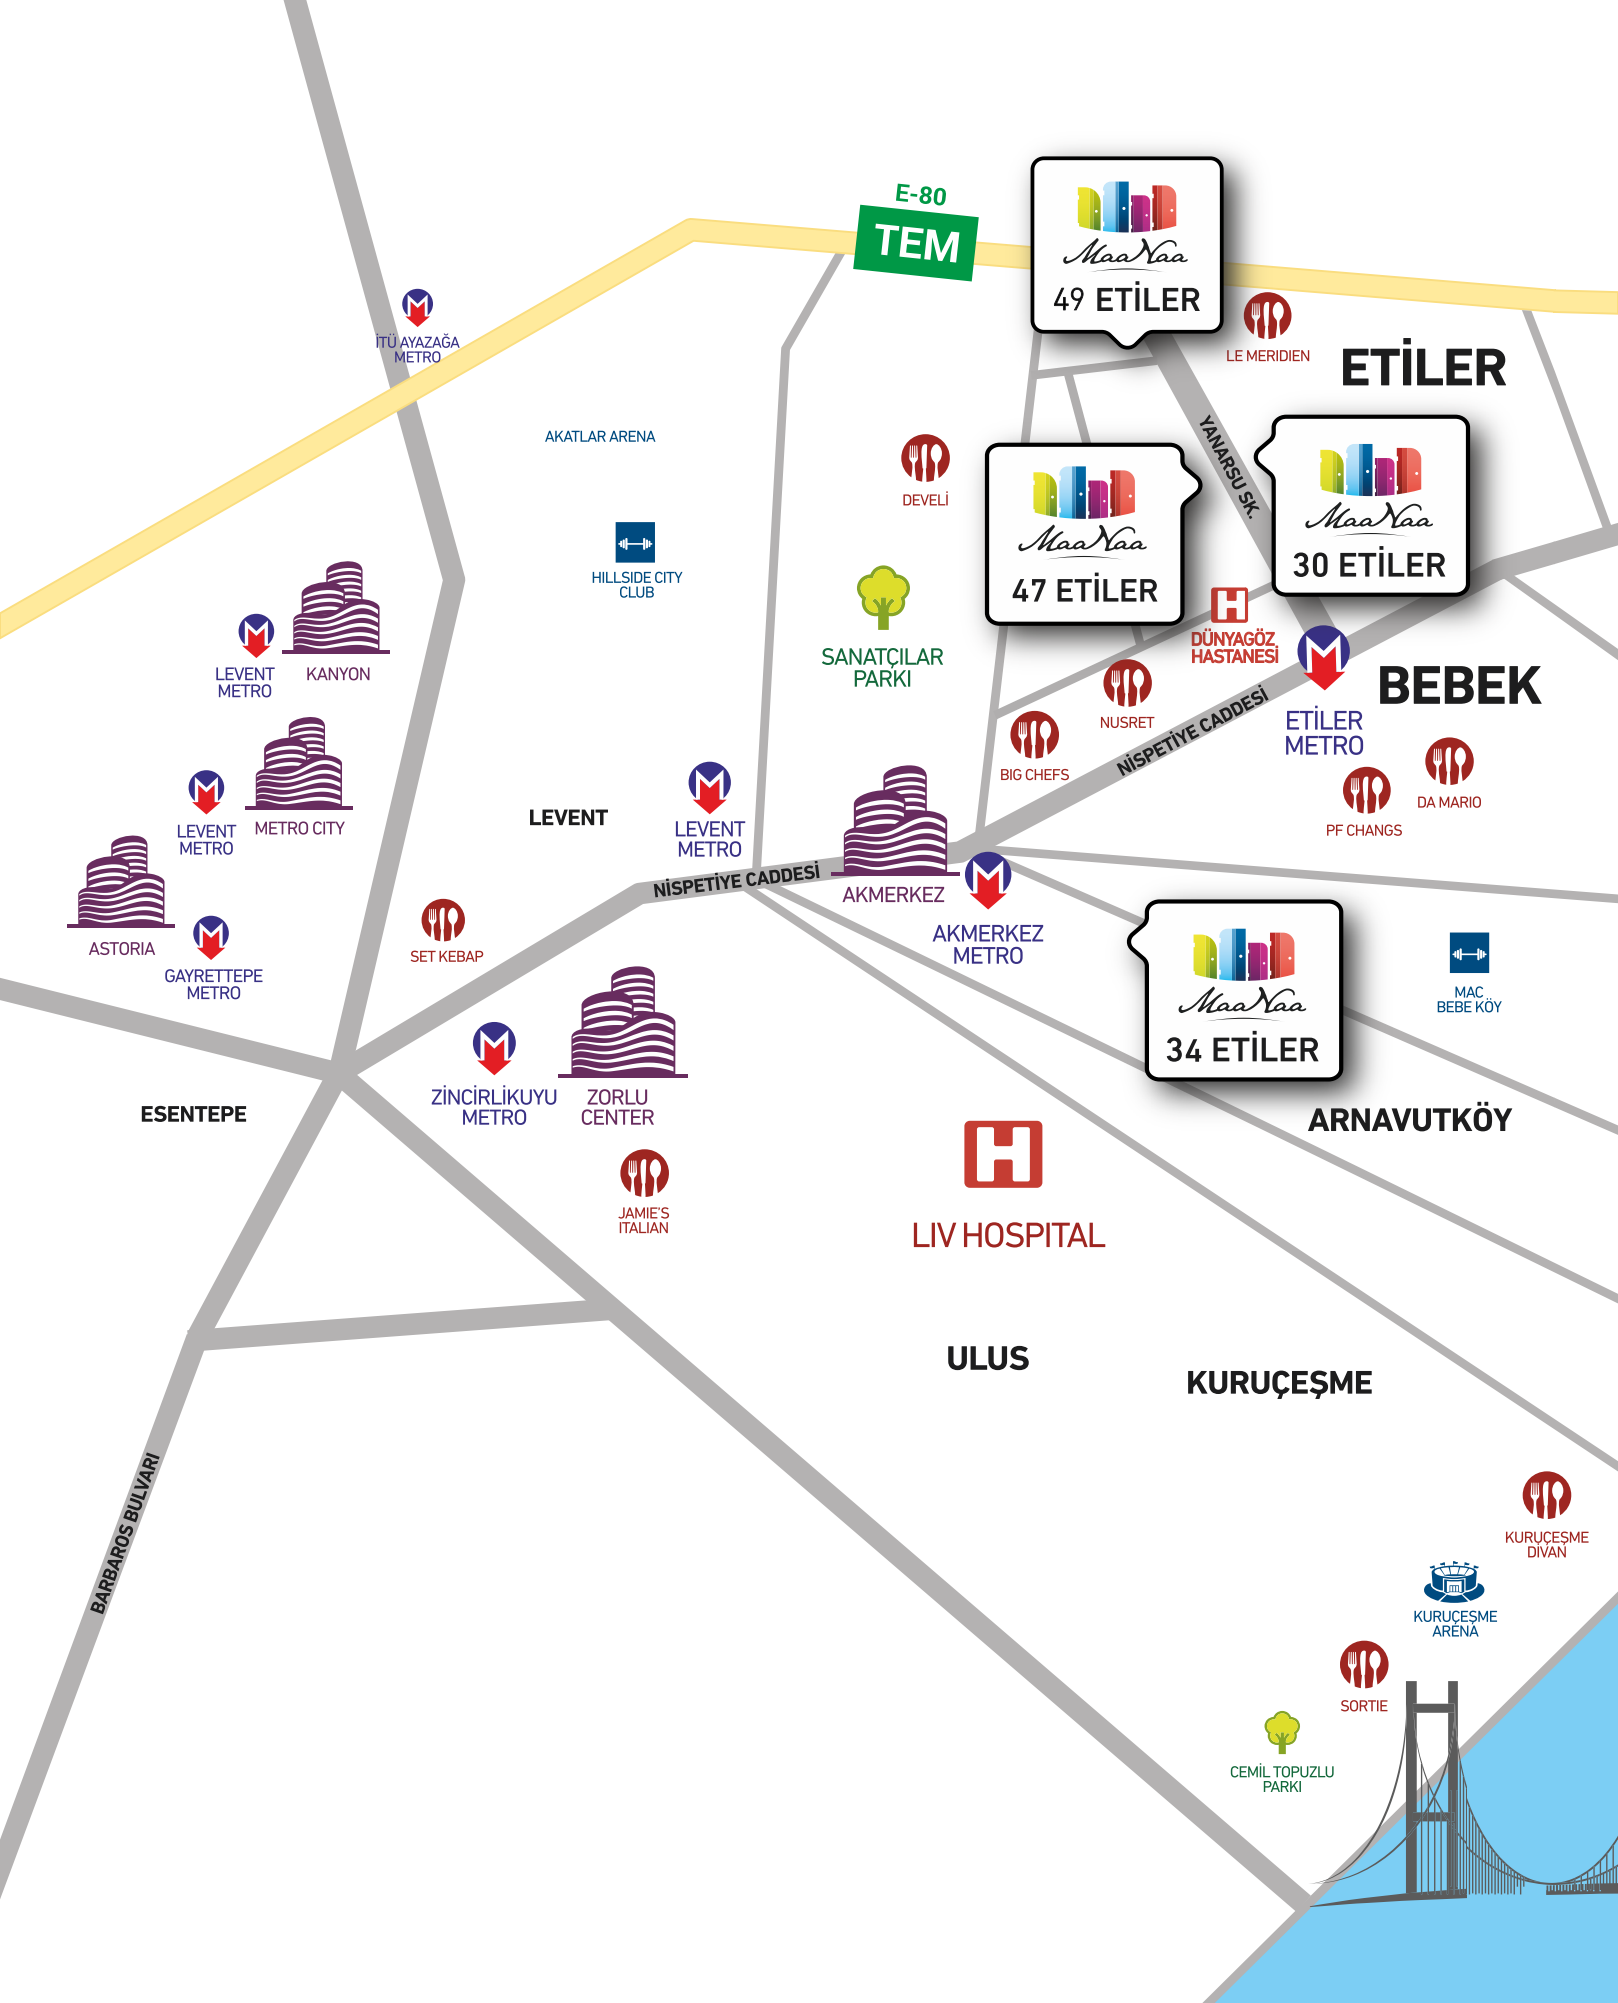 E-80
TEM
MaaNaa
49 ETİLER
İTÜ AYAZAĞA
METRO
LE MERIDIEN
ETİLER
AKATLAR ARENA
YANARSU SK.
DEVELİ
MaaNaa
47 ETİLER
MaaNaa
30 ETİLER
HILLSIDE CITY
CLUB
SANATÇILAR
PARKI
DÜNYAGÖZ
HASTANESİ
LEVENT
METRO
KANYON
BEBEK
NUSRET
NİSPETİYE CADDESİ
ETİLER
METRO
BIG CHEFS
DA MARIO
PF CHANGS
LEVENT
METRO
METRO CITY
LEVENT
LEVENT
METRO
NİSPETİYE CADDESİ
AKMERKEZ
AKMERKEZ
METRO
ASTORIA
GAYRETTEPE
METRO
SET KEBAP
MaaNaa
34 ETİLER
MAC
BEBE KÖY
ZİNCİRLİKUYU
METRO
ZORLU
CENTER
ESENTEPE
ARNAVUTKÖY
JAMIE'S
ITALIAN
LIV HOSPITAL
ULUS
KURUÇEŞME
BARBAROS BULVARI
KURUÇEŞME
DIVAN
KURUÇEŞME
ARENA
SORTIE
CEMİL TOPUZLU
PARKI